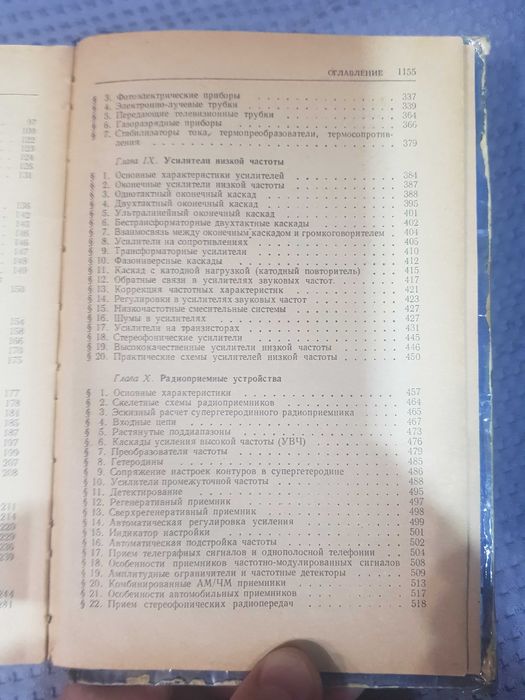 ОГЛАВЛЕНИЕ 1155
§ 3. Фотоэлектрические приборы 337
§ 4. Электронно-лучевые трубки 339
§ 5. Передающие телевизионные трубки 364
§ 6. Газоразрядные приборы 366
§ 7. Стабилизаторы тока, термопреобразователи, термосопротив-
ления 379
Глава IX. Усилители низкой частоты
§ 1. Основные характеристики усилителей 384
§ 2. Оконечные усилители низкой частоты 387
§ 3. Однотактный оконечный каскад 388
§ 4. Двухтактный оконечный каскад 395
§ 5. Ультралинейный оконечный каскад 401
§ 6. Бестрансформаторные двухтактные каскады 402
§ 7. Взаимосвязь между оконечным каскадом и громкоговорителем 404
§ 8. Усилители на сопротивлениях 405
§ 9. Трансформаторные усилители 410
§ 10. Фазоинверсные каскады 412
§ 11. Каскад с катодной нагрузкой (катодный повторитель) 415
§ 12. Обратные связи в усилителях звуковых частот 417
§ 13. Коррекция частотных характеристик 421
§ 14. Регулировки в усилителях звуковых частот 423
§ 15. Низкочастотные смесительные системы 427
§ 16. Шумы в усилителях 427
§ 17. Усилители на транзисторах 431
§ 18. Стереофонические усилители 445
§ 19. Высококачественные усилители низкой частоты 446
§ 20. Практические схемы усилителей низкой частоты 450
Глава X. Радиоприемные устройства
§ 1. Основные характеристики 457
§ 2. Скелетные схемы радиоприемников 464
§ 3. Эскизный расчет супергетеродинного радиоприемника 465
§ 4. Входные цепи 467
§ 5. Растянутые поддиапазоны 473
§ 6. Каскады усиления высокой частоты (УВЧ) 476
§ 7. Преобразователи частоты 479
§ 8. Гетеродины 485
§ 9. Сопряжение настроек контуров в супергетеродине 486
§ 10. Усилители промежуточной частоты 488
§ 11. Детектирование 495
§ 12. Регенеративный приемник 497
§ 13. Сверхрегенеративный приемник 498
§ 14. Автоматическая регулировка усиления 499
§ 15. Индикатор настройки 501
§ 16. Автоматическая подстройка частоты 502
§ 17. Прием телеграфных сигналов и однополосной телефонии 504
§ 18. Особенности приемников частотно-модулированных сигналов 508
§ 19. Амплитудные ограничители и частотные детекторы 509
§ 20. Комбинированные АМ/ЧМ приемники 513
§ 21. Особенности автомобильных приемников 517
§ 22. Прием стереофонических радиопередач 518